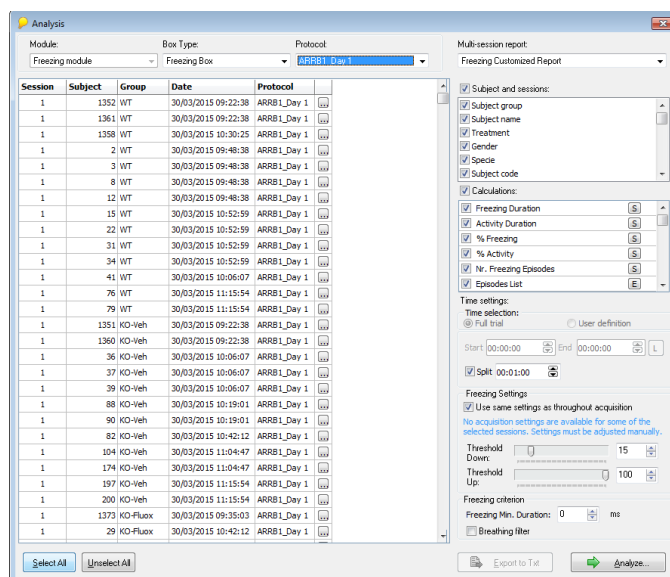 Analysis
Module: Box Type: Protocol: Multi-session report:
Freezing module Freezing Box ARRB1_Day 1 Freezing Customized Report
Session Subject Group Date Protocol
1 1352 WT 30/03/2015 09:22:38 ARRB1_Day 1 ...
1 1361 WT 30/03/2015 09:22:38 ARRB1_Day 1 ...
1 1358 WT 30/03/2015 10:30:25 ARRB1_Day 1 ...
1 2 WT 30/03/2015 09:48:38 ARRB1_Day 1 ...
1 3 WT 30/03/2015 09:48:38 ARRB1_Day 1 ...
1 8 WT 30/03/2015 09:48:38 ARRB1_Day 1 ...
1 12 WT 30/03/2015 09:48:38 ARRB1_Day 1 ...
1 15 WT 30/03/2015 10:52:59 ARRB1_Day 1 ...
1 22 WT 30/03/2015 10:52:59 ARRB1_Day 1 ...
1 31 WT 30/03/2015 10:52:59 ARRB1_Day 1 ...
1 34 WT 30/03/2015 10:52:59 ARRB1_Day 1 ...
1 41 WT 30/03/2015 10:06:07 ARRB1_Day 1 ...
1 76 WT 30/03/2015 11:15:54 ARRB1_Day 1 ...
1 79 WT 30/03/2015 11:15:54 ARRB1_Day 1 ...
1 1351 KO-Veh 30/03/2015 09:22:38 ARRB1_Day 1 ...
1 1360 KO-Veh 30/03/2015 09:22:38 ARRB1_Day 1 ...
1 36 KO-Veh 30/03/2015 10:06:07 ARRB1_Day 1 ...
1 37 KO-Veh 30/03/2015 10:06:07 ARRB1_Day 1 ...
1 39 KO-Veh 30/03/2015 10:06:07 ARRB1_Day 1 ...
1 88 KO-Veh 30/03/2015 10:19:01 ARRB1_Day 1 ...
1 90 KO-Veh 30/03/2015 10:19:01 ARRB1_Day 1 ...
1 82 KO-Veh 30/03/2015 10:42:12 ARRB1_Day 1 ...
1 104 KO-Veh 30/03/2015 11:04:47 ARRB1_Day 1 ...
1 174 KO-Veh 30/03/2015 11:04:47 ARRB1_Day 1 ...
1 197 KO-Veh 30/03/2015 11:15:54 ARRB1_Day 1 ...
1 200 KO-Veh 30/03/2015 11:15:54 ARRB1_Day 1 ...
1 1373 KO-Fluox 30/03/2015 09:35:03 ARRB1_Day 1 ...
1 29 KO-Fluox 30/03/2015 10:42:12 ARRB1_Day 1 ...
Select All Unselect All
Subject and sessions:
Subject group
Subject name
Treatment
Gender
Specie
Subject code
Calculations:
Freezing Duration S
Activity Duration S
% Freezing S
% Activity S
Nr. Freezing Episodes S
Episodes List E
Time settings:
Time selection:
Full trial User definition
Start 00:00:00 End 00:00:00 L
Split 00:01:00
Freezing Settings
Use same settings as throughout acquisition
No acquisition settings are available for some of the
selected sessions. Settings must be adjusted manually.
Threshold
Down: 15
Threshold
Up: 100
Freezing criterion
Freezing Min. Duration: 0 ms
Breathing filter
Export to Txt Analyze...